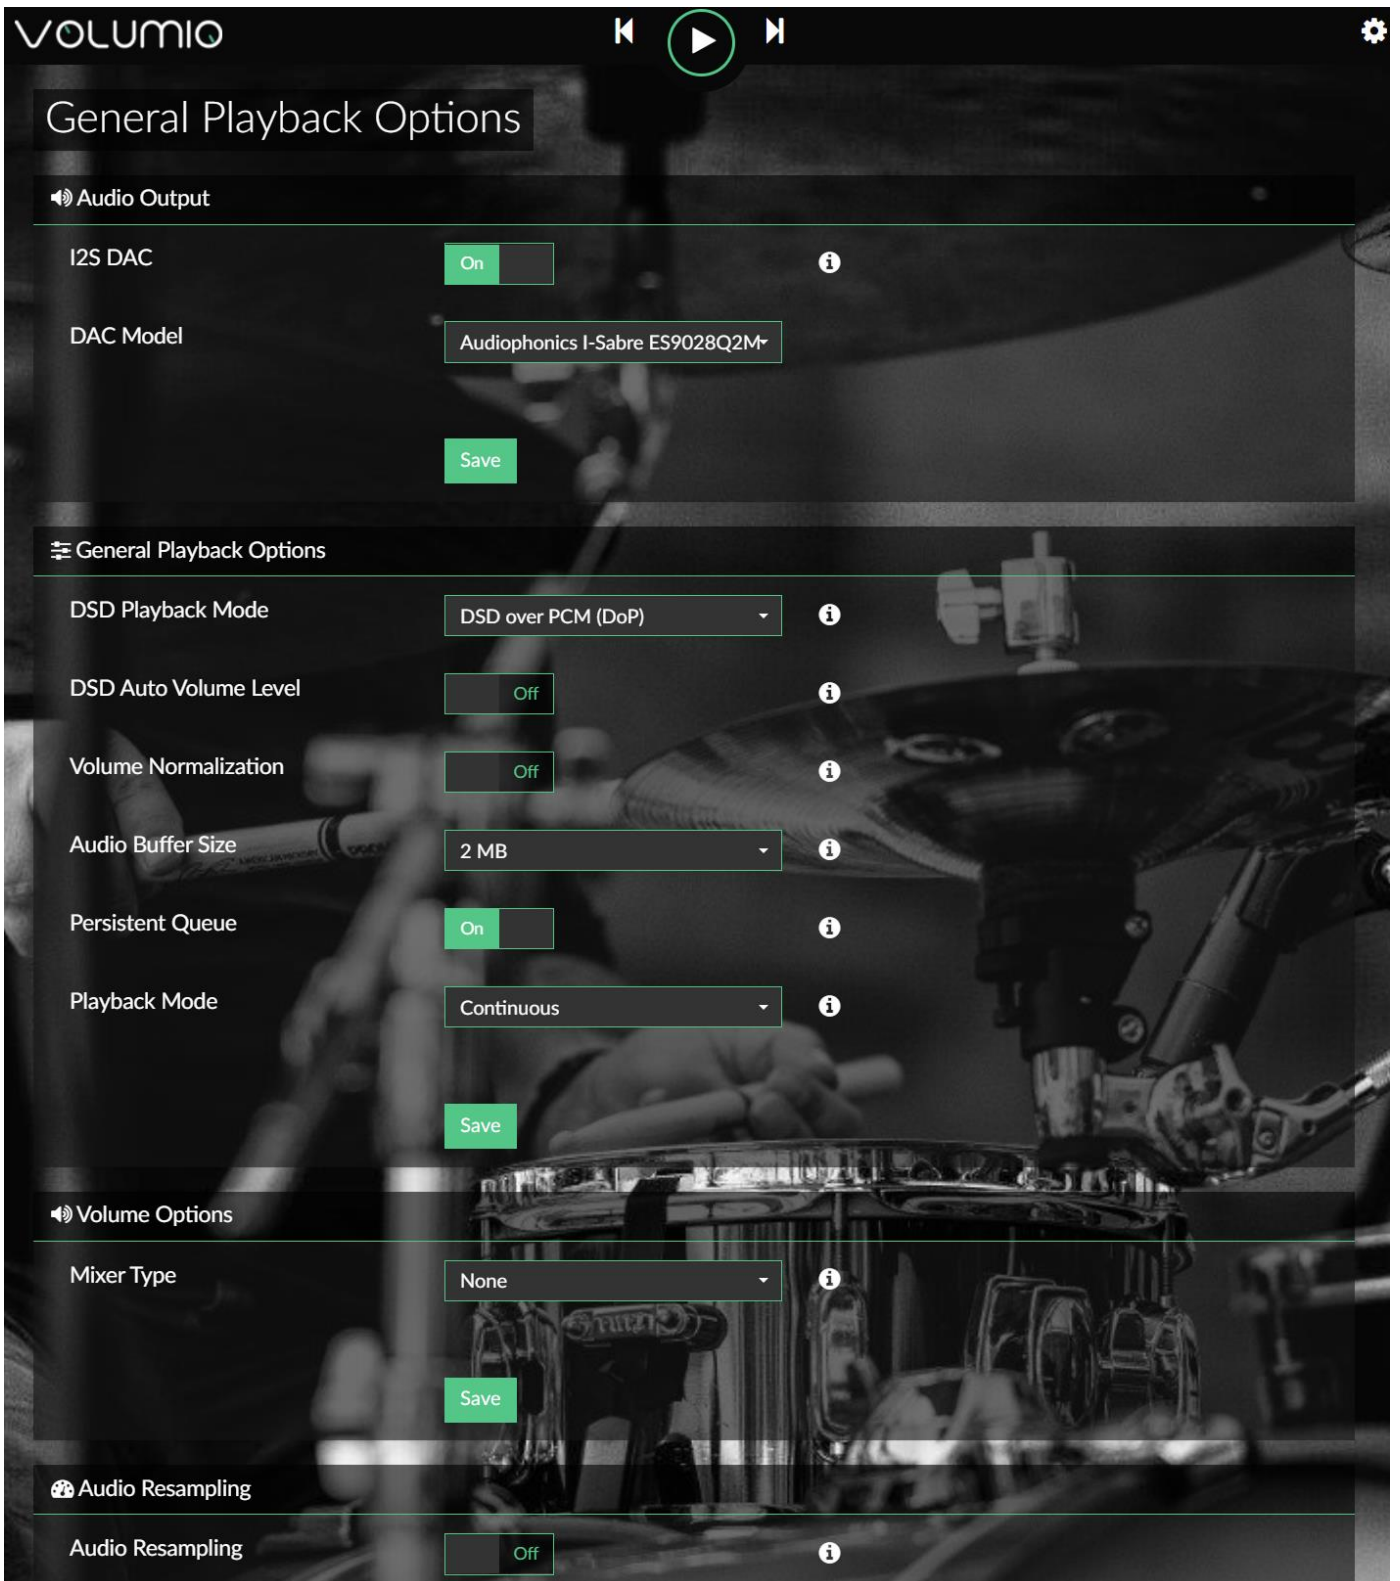 VOLUMIO
General Playback Options
Audio Output
I2S DAC
On
DAC Model
Audiophonics I-Sabre ES9028Q2M
Save
General Playback Options
DSD Playback Mode
DSD over PCM (DoP)
DSD Auto Volume Level
Off
Volume Normalization
Off
Audio Buffer Size
2 MB
Persistent Queue
On
Playback Mode
Continuous
Save
Volume Options
Mixer Type
None
Save
Audio Resampling
Audio Resampling
Off